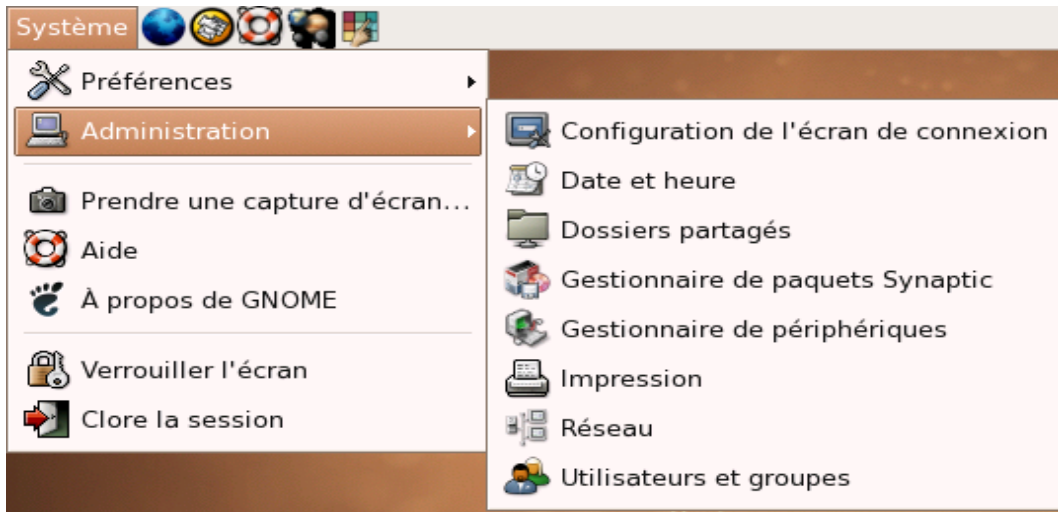 Système
Préférences
Administration
Prendre une capture d'écran...
Aide
À propos de GNOME
Verrouiller l'écran
Clore la session
Configuration de l'écran de connexion
Date et heure
Dossiers partagés
Gestionnaire de paquets Synaptic
Gestionnaire de périphériques
Impression
Réseau
Utilisateurs et groupes